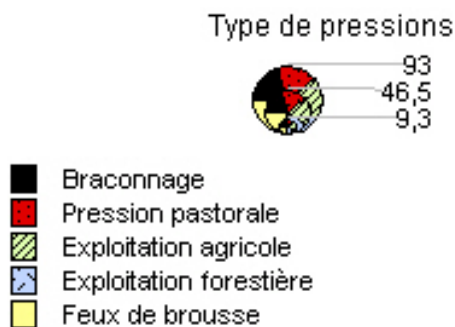 Type de pressions
93
46,5
9,3
Braconnage
Pression pastorale
Exploitation agricole
Exploitation forestière
Feux de brousse